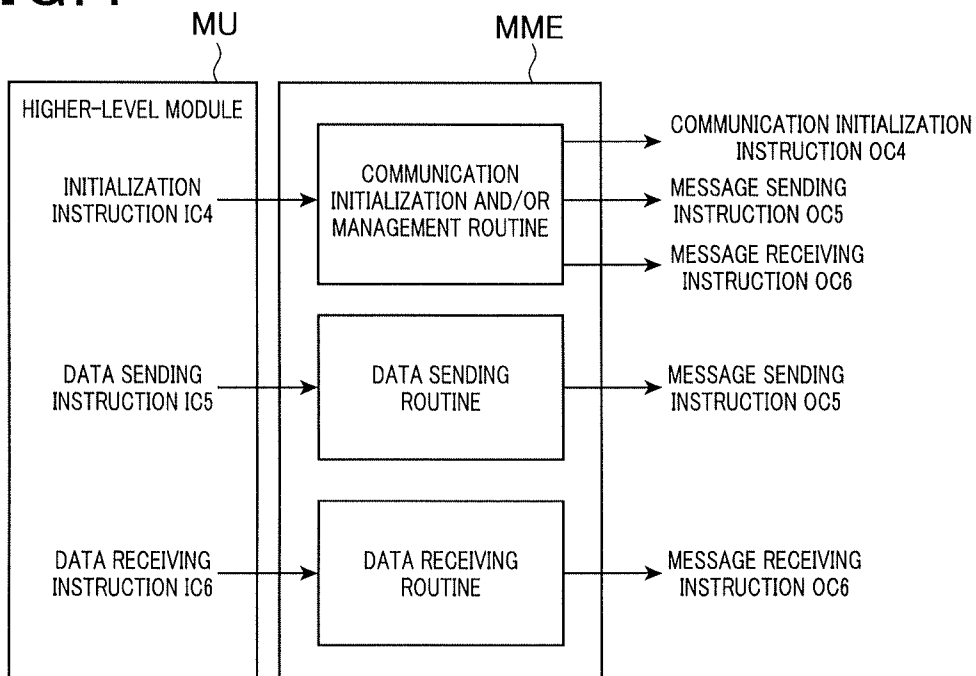 MU
MME
HIGHER-LEVEL MODULE
INITIALIZATION
INSTRUCTION IC4
COMMUNICATION
INITIALIZATION AND/OR
MANAGEMENT ROUTINE
COMMUNICATION INITIALIZATION
INSTRUCTION OC4
MESSAGE SENDING
INSTRUCTION OC5
MESSAGE RECEIVING
INSTRUCTION OC6
DATA SENDING
INSTRUCTION IC5
DATA SENDING
ROUTINE
MESSAGE SENDING
INSTRUCTION OC5
DATA RECEIVING
INSTRUCTION IC6
DATA RECEIVING
ROUTINE
MESSAGE RECEIVING
INSTRUCTION OC6